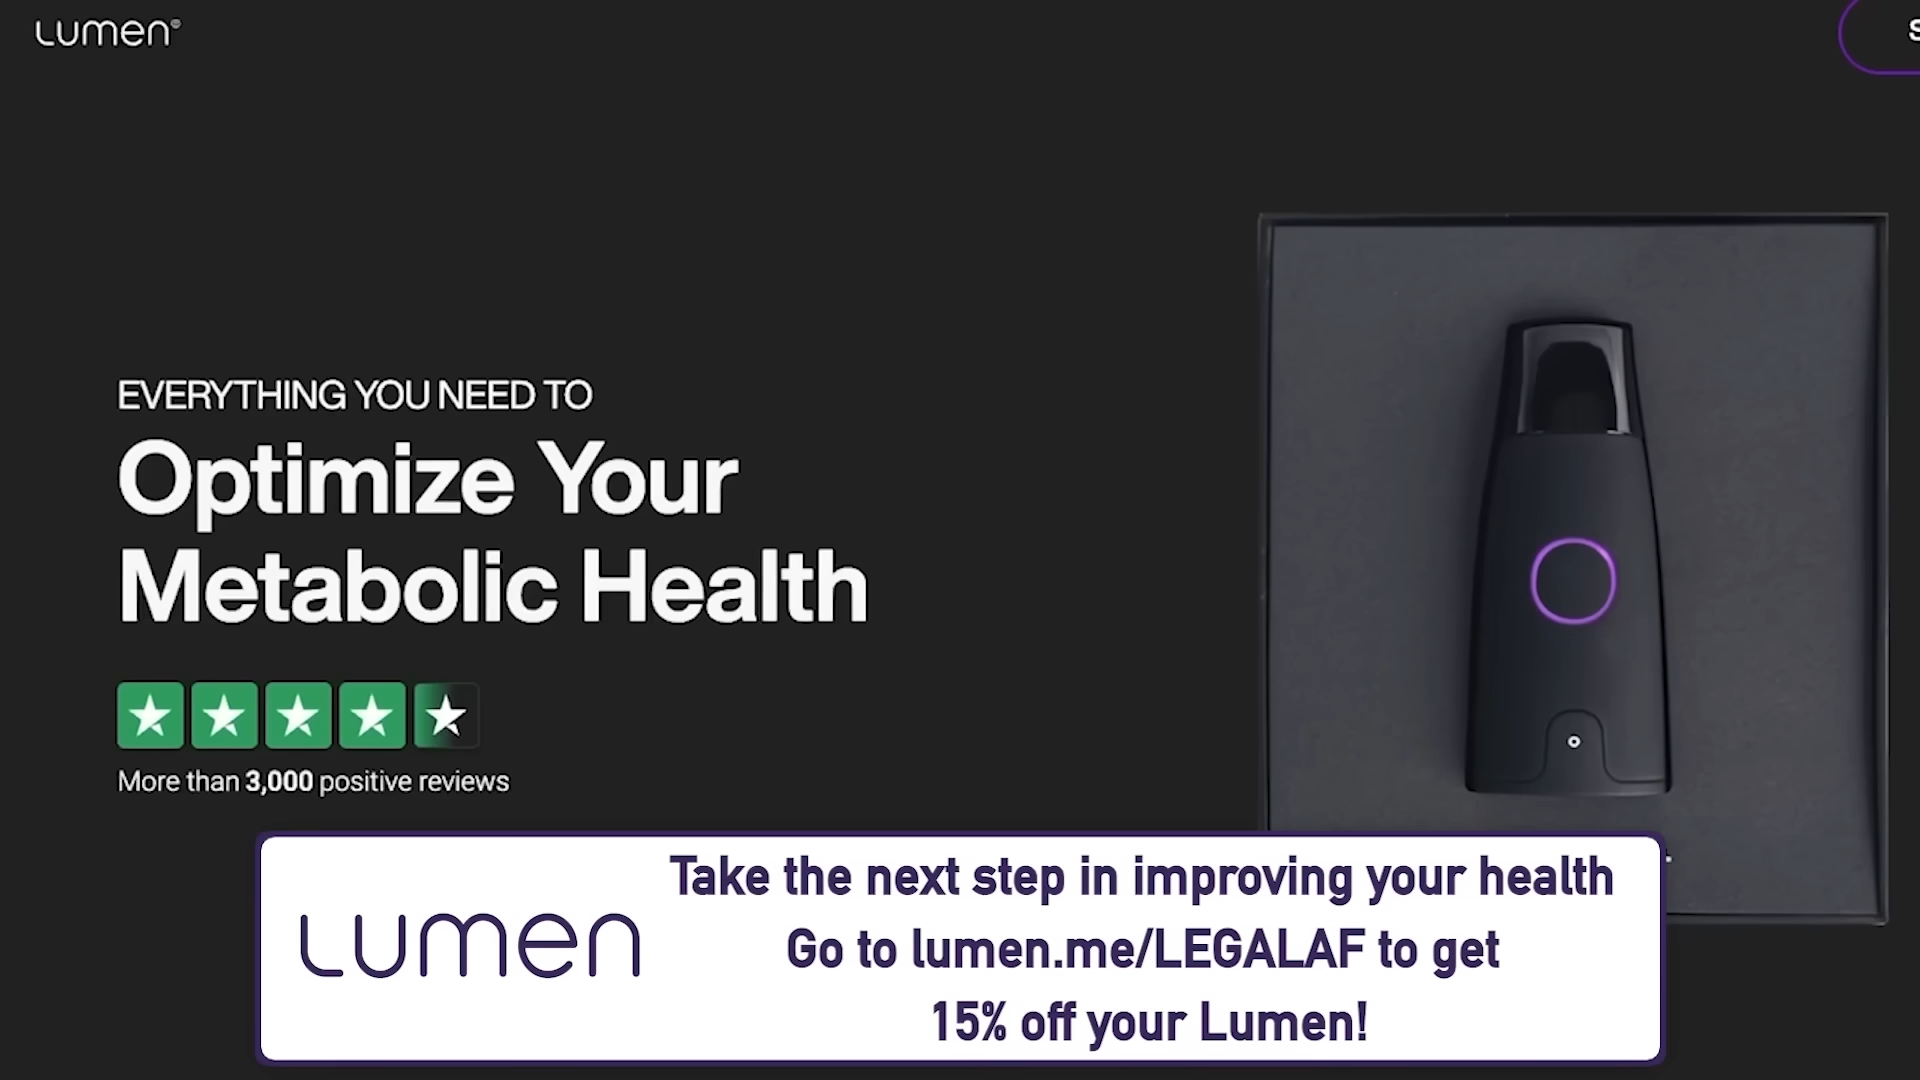 Lumen
EVERYTHING YOU NEED TO
Optimize Your
Metabolic Health
More than 3,000 positive reviews
Lumen
Take the next step in improving your health
Go to lumen.me/LEGALAF to get
15% off your Lumen!